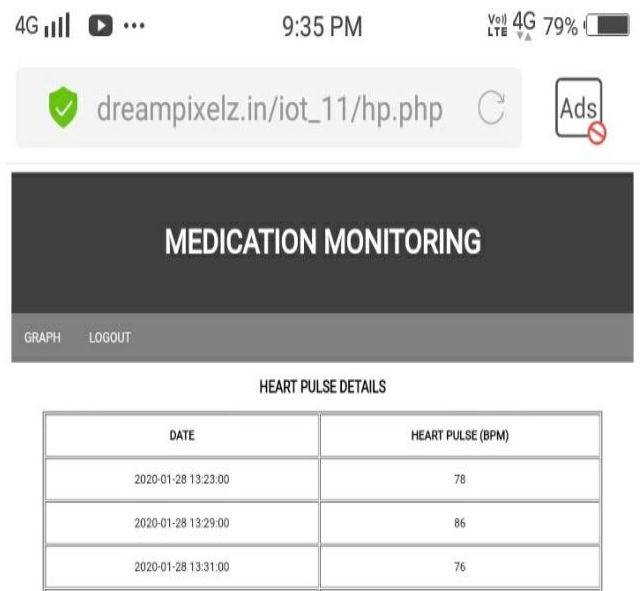 4G ... 9:35 PM Vo)) LTE 4G 79%
dreampixelz.in/iot_11/hp.php Ads
MEDICATION MONITORING
GRAPH LOGOUT
HEART PULSE DETAILS
DATE HEART PULSE (BPM)
2020-01-28 13:23:00 78
2020-01-28 13:29:00 86
2020-01-28 13:31:00 76